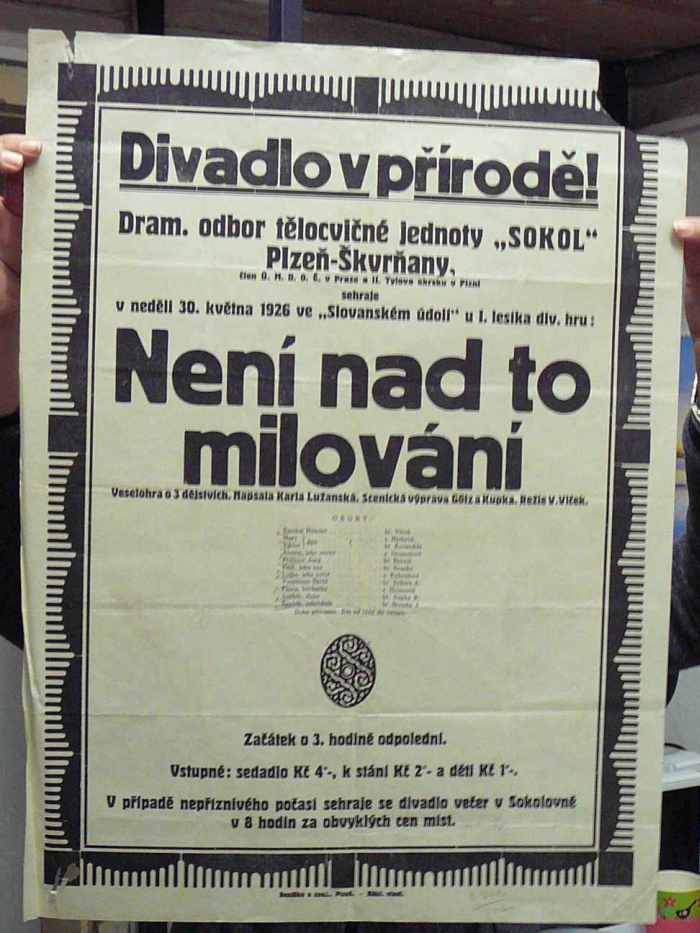 Divadlo v přírodě!
Dram. odbor tělocvičné jednoty „SOKOL“
Plzeň-Škvrňany,
člen Ú. M. D. O. Č. v Praze a II. Tylova okrsku v Plzni
sehraje
v neděli 30. května 1926 ve „Slovanském údolí“ u I. lesíka div. hru:
Není nad to
milování
Veselohra o 3 dějstvích. Napsala Karla Lužanská. Scenická výprava Götz a Kupka. Režie V. Vlček.
OSOBY:
Začátek o 3. hodině odpolední.
Vstupné: sedadlo Kč 4·-, k stání Kč 2·- a děti Kč 1·-.
V případě nepříznivého počasí sehraje se divadlo večer v Sokolovně
v 8 hodin za obvyklých cen míst.